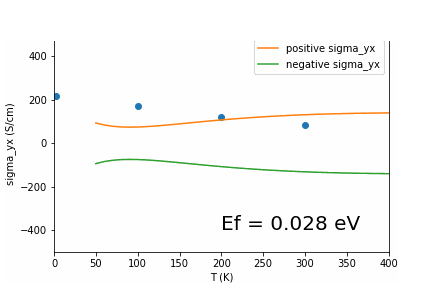 positive sigma_yx
negative sigma_yx
400
200
0
−200
−400
sigma_yx (S/cm)
Ef = 0.028 eV
0 50 100 150 200 250 300 350 400
T (K)